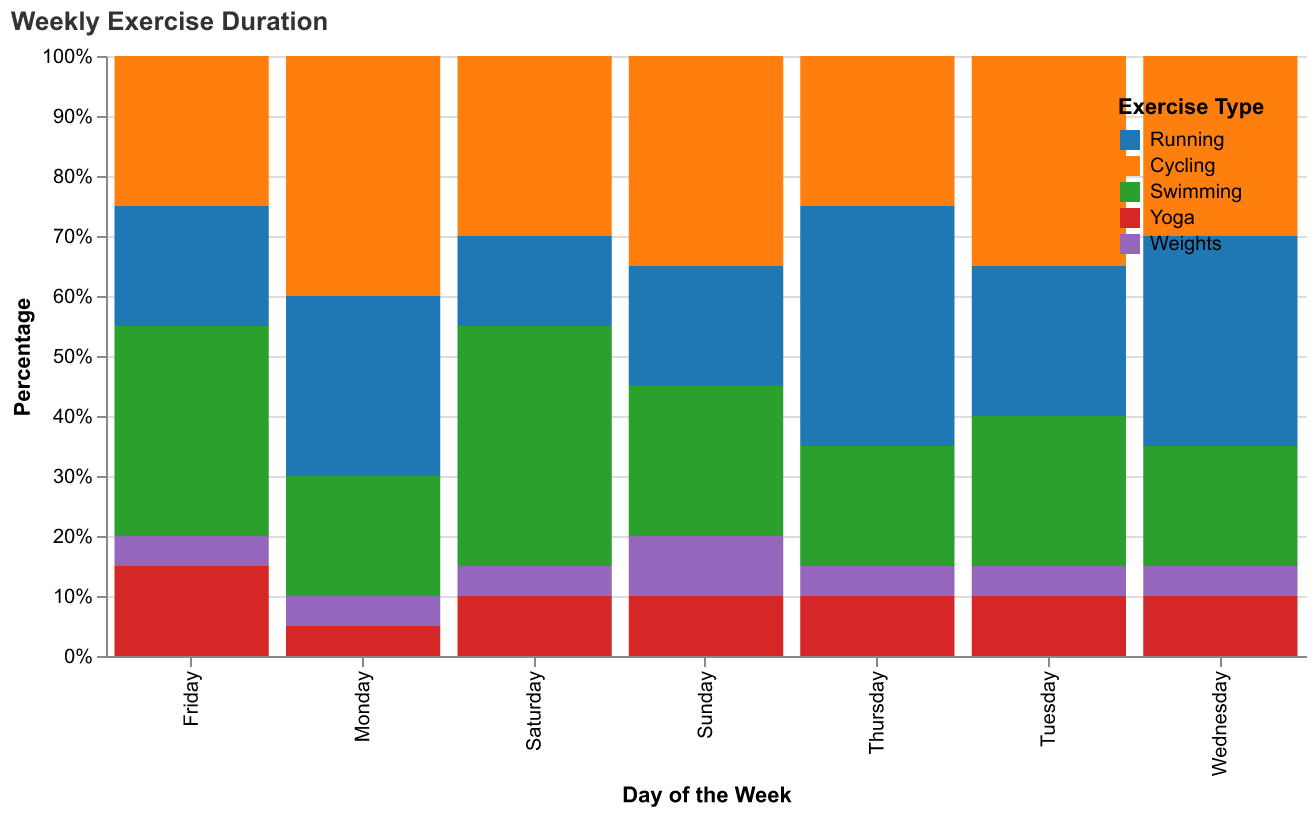 Weekly Exercise Duration
100%
90%
80%
70%
60%
50%
40%
30%
20%
10%
0%
Percentage
Exercise Type
Running
Cycling
Swimming
Yoga
Weights
Friday
Monday
Saturday
Sunday
Thursday
Tuesday
Wednesday
Day of the Week